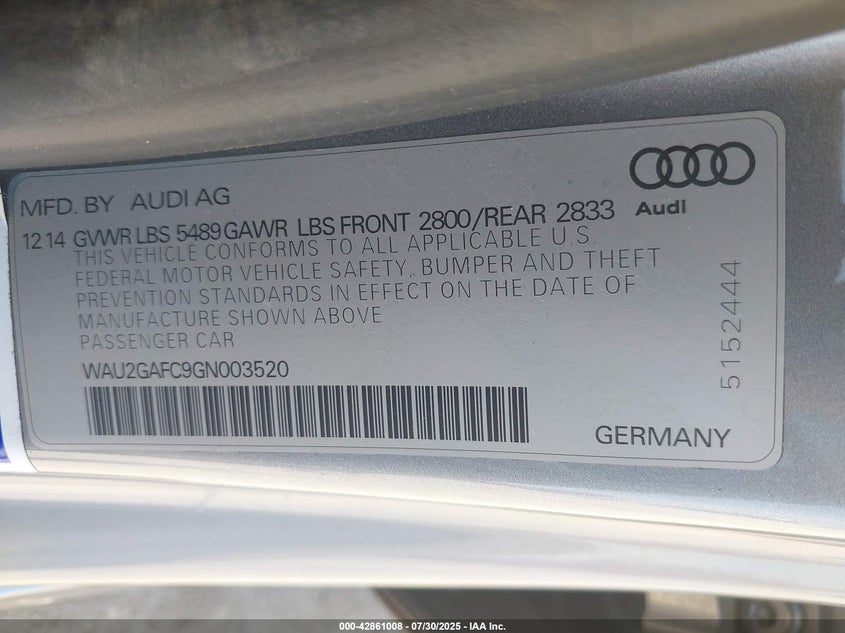 MFD. BY AUDI AG
Audi
12 14 GVWR LBS 5489 GAWR LBS FRONT 2800/REAR 2833
THIS VEHICLE CONFORMS TO ALL APPLICABLE U.S.
FEDERAL MOTOR VEHICLE SAFETY, BUMPER AND THEFT
PREVENTION STANDARDS IN EFFECT ON THE DATE OF
MANUFACTURE SHOWN ABOVE
PASSENGER CAR
WAU2GAFC9GN003520
GERMANY
5152444
000-42861008 - 07/30/2025 - IAA Inc.